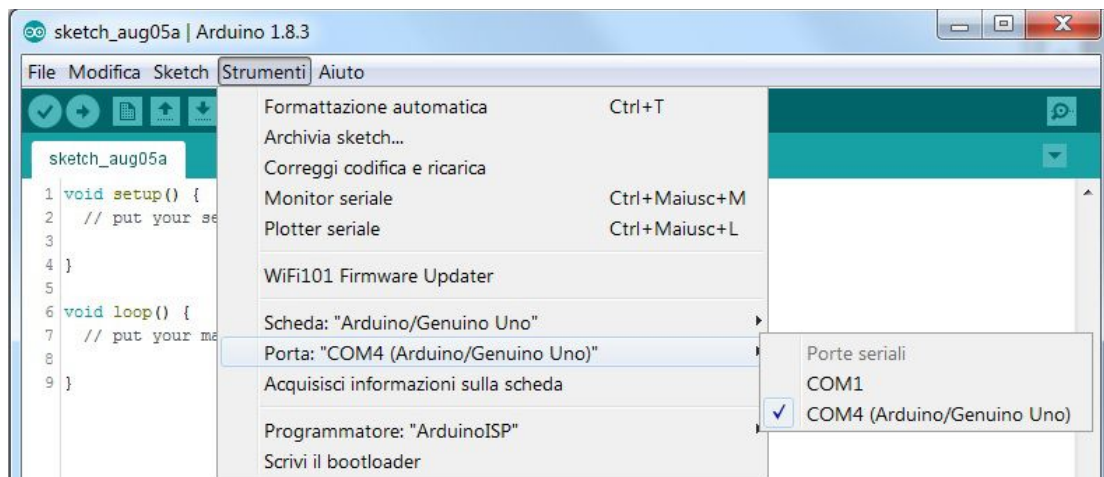 sketch_aug05a | Arduino 1.8.3
File Modifica Sketch Strumenti Aiuto
sketch_aug05a
1 void setup() {
2 // put your se
3
4 }
5
6 void loop() {
7 // put your ma
8
9 }
Formattazione automatica Ctrl+T
Archivia sketch...
Correggi codifica e ricarica
Monitor seriale Ctrl+Maiusc+M
Plotter seriale Ctrl+Maiusc+L
WiFi101 Firmware Updater
Scheda: "Arduino/Genuino Uno"
Porta: "COM4 (Arduino/Genuino Uno)"
Acquisisci informazioni sulla scheda
Programmatore: "ArduinoISP"
Scrivi il bootloader
Porte seriali
COM1
COM4 (Arduino/Genuino Uno)